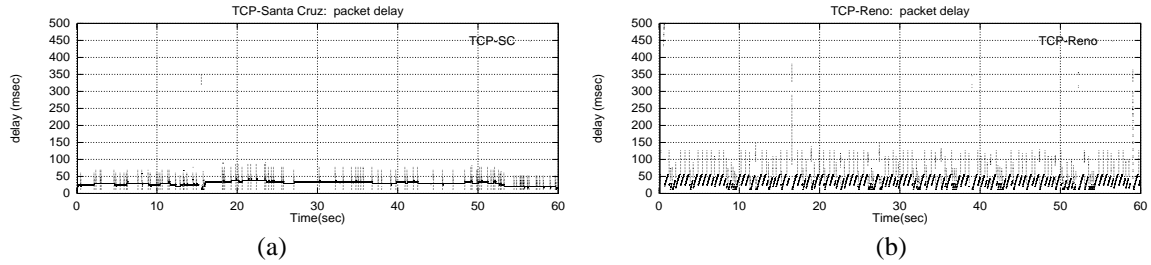 TCP-Santa Cruz: packet delay
TCP-SC
delay (msec)
500
450
400
350
300
250
200
150
100
50
0
0 10 20 30 40 50 60
Time(sec)
(a)
TCP-Reno: packet delay
TCP-Reno
delay (msec)
500
450
400
350
300
250
200
150
100
50
0
0 10 20 30 40 50 60
Time(sec)
(b)